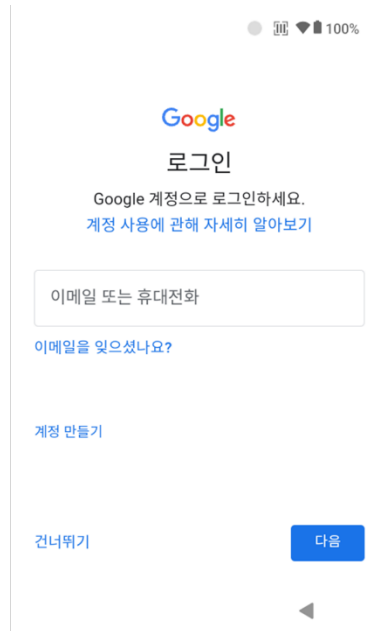 100%
Google
로그인
Google 계정으로 로그인하세요.
계정 사용에 관해 자세히 알아보기
이메일 또는 휴대전화
이메일을 잊으셨나요?
계정 만들기
건너뛰기
다음